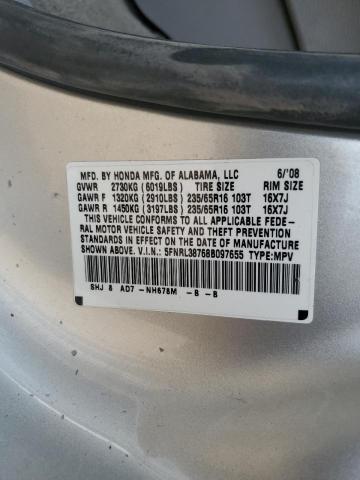 MFD. BY HONDA MFG. OF ALABAMA, LLC 6/'08
GVWR 2730KG (6019LBS) TIRE SIZE RIM SIZE
GAWR F 1320KG (2910LBS) 235/65R16 103T 16X7J
GAWR R 1450KG (3197LBS) 235/65R16 103T 16X7J
THIS VEHICLE CONFORMS TO ALL APPLICABLE FEDE-
RAL MOTOR VEHICLE SAFETY AND THEFT PREVENTION
STANDARDS IN EFFECT ON THE DATE OF MANUFACTURE
SHOWN ABOVE. V.I.N.: 5FNRL38768B097655 TYPE:MPV
SHJ 8 AD7 -NH678M -B -B